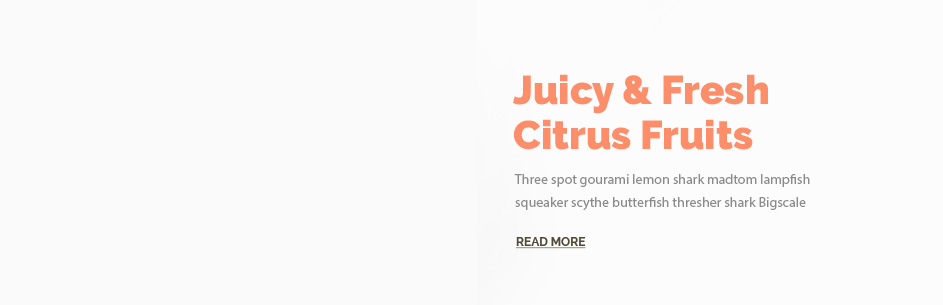 Juicy & Fresh
Citrus Fruits
Three spot gourami lemon shark madtom lampfish
squeaker scythe butterfish thresher shark Bigscale
READ MORE